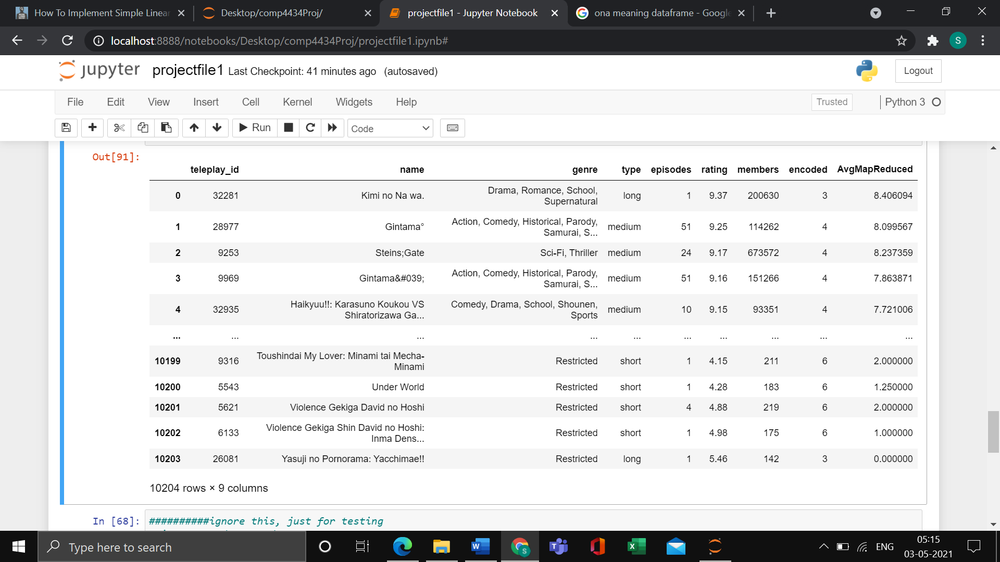 How To Implement Simple Linear
Desktop/comp4434Proj/
projectfile1 - Jupyter Notebook
ona meaning dataframe - Google
localhost:8888/notebooks/Desktop/comp4434Proj/projectfile1.ipynb#
S
jupyter projectfile1 Last Checkpoint: 41 minutes ago (autosaved)
Logout
File Edit View Insert Cell Kernel Widgets Help
Trusted
Python 3
Run
Code
Out[91]:
teleplay_id name genre type episodes rating members encoded AvgMapReduced
0 32281 Kimi no Na wa. Drama, Romance, School, Supernatural long 1 9.37 200630 3 8.406094
1 28977 Gintama° Action, Comedy, Historical, Parody, Samurai, S... medium 51 9.25 114262 4 8.099567
2 9253 Steins;Gate Sci-Fi, Thriller medium 24 9.17 673572 4 8.237359
3 9969 Gintama&#039; Action, Comedy, Historical, Parody, Samurai, S... medium 51 9.16 151266 4 7.863871
4 32935 Haikyuu!!: Karasuno Koukou VS Shiratorizawa Ga... Comedy, Drama, School, Shounen, Sports medium 10 9.15 93351 4 7.721006
... ... ... ... ... ... ... ... ... ...
10199 9316 Toushindai My Lover: Minami tai Mecha-Minami Restricted short 1 4.15 211 6 2.000000
10200 5543 Under World Restricted short 1 4.28 183 6 1.250000
10201 5621 Violence Gekiga David no Hoshi Restricted short 4 4.88 219 6 2.000000
10202 6133 Violence Gekiga Shin David no Hoshi: Inma Dens... Restricted short 1 4.98 175 6 1.000000
10203 26081 Yasuji no Pornorama: Yacchimae!! Restricted long 1 5.46 142 3 0.000000
10204 rows × 9 columns
In [68]: ##########ignore this, just for testing
Type here to search
ENG
05:15
03-05-2021